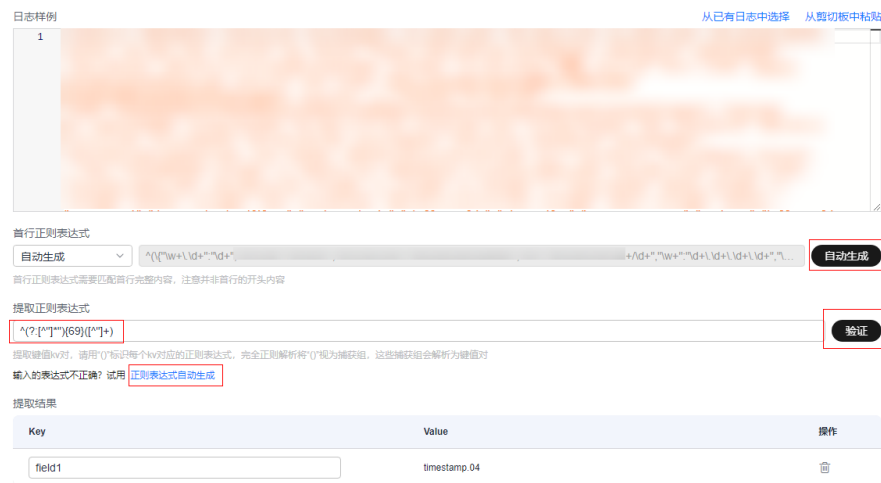 日志样例
从已有日志中选择 从剪切板中粘贴
1
首行正则表达式
自动生成 ^(\{"\w+\.\d+":"\d+", +/\d+","\w+":"\d+\.\d+\.\d+\.\d+","\... 自动生成
首行正则表达式需要匹配首行完整内容，注意并非首行的开头内容
提取正则表达式
^(?:[^"]*"){69}([^"]+) 验证
提取键值kv对，请用"()"标识每个kv对应的正则表达式，完全正则解析将"()"视为捕获组，这些捕获组会解析为键值对
输入的表达式不正确？试用 正则表达式自动生成
提取结果
Key Value 操作
field1 timestamp.04